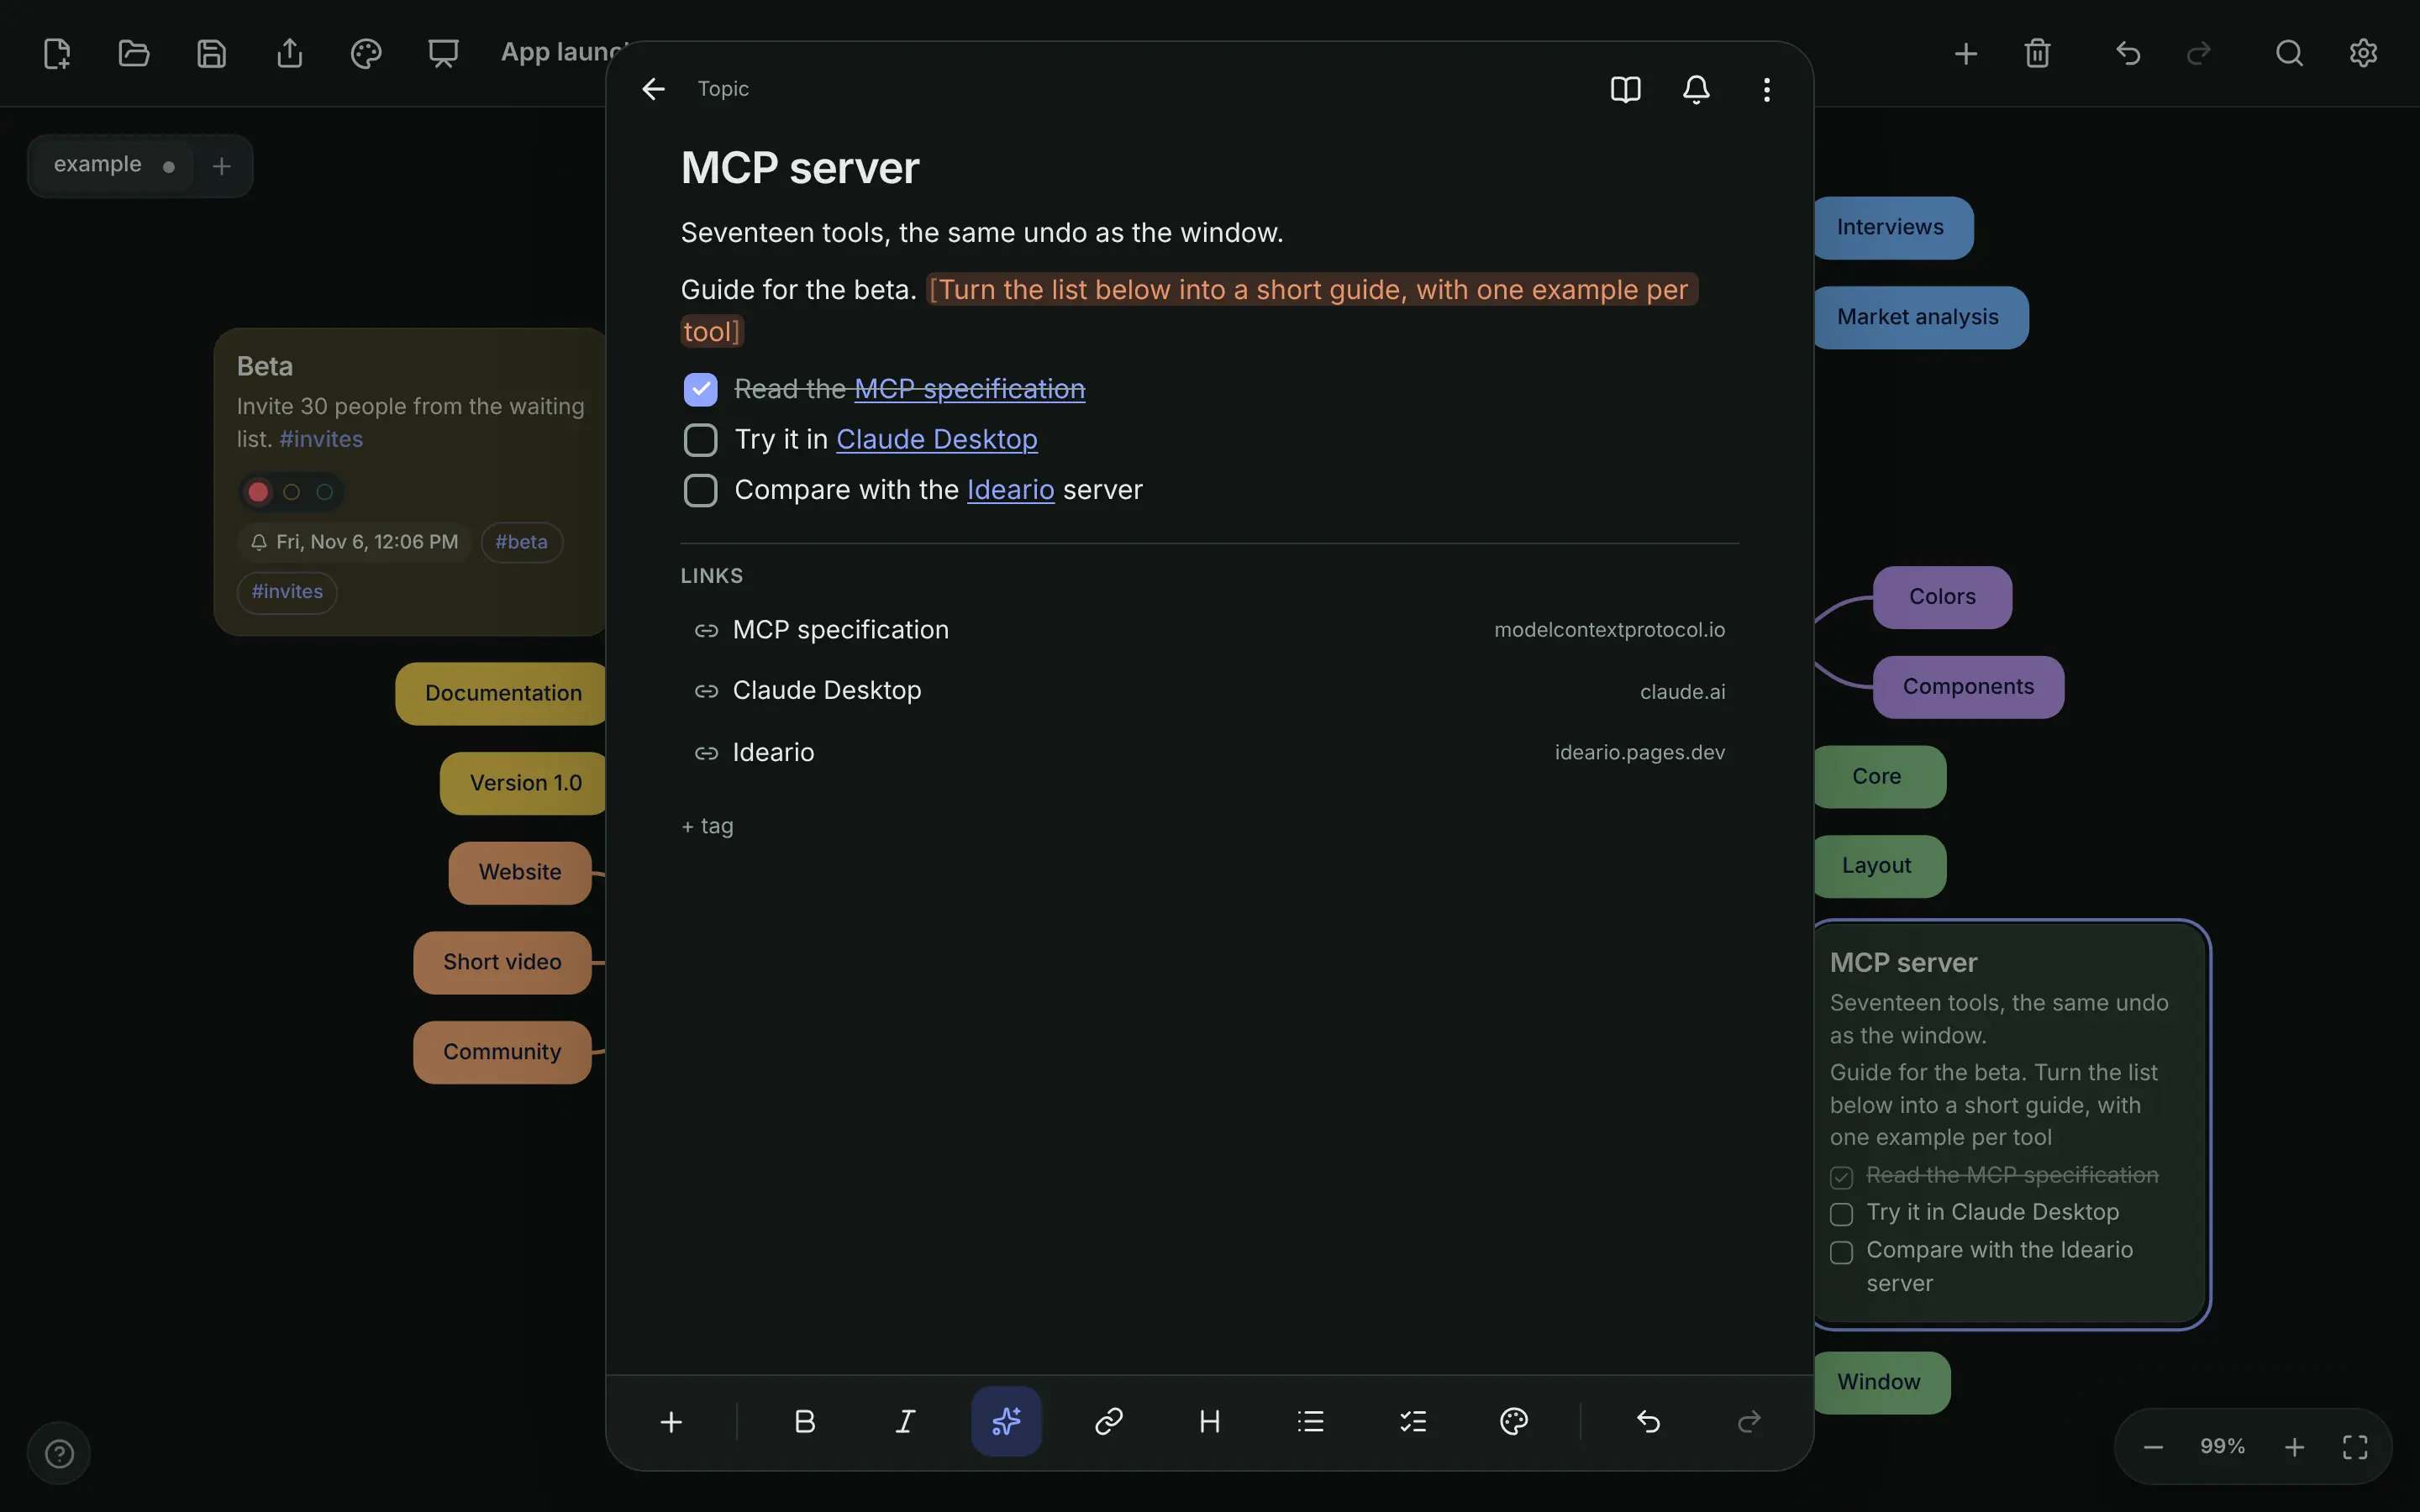 App launch
example
Beta
Invite 30 people from the waiting
list. #invites
Fri, Nov 6, 12:06 PM
#beta
#invites
Documentation
Version 1.0
Website
Short video
Community
Topic
MCP server
Seventeen tools, the same undo as the window.
Guide for the beta. [Turn the list below into a short guide, with one example per
tool]
Read the MCP specification
Try it in Claude Desktop
Compare with the Ideario server
LINKS
MCP specification
modelcontextprotocol.io
Claude Desktop
claude.ai
Ideario
ideario.pages.dev
+ tag
B
I
H
Interviews
Market analysis
Colors
Components
Core
Layout
MCP server
Seventeen tools, the same undo
as the window.
Guide for the beta. Turn the list
below into a short guide, with
one example per tool
Read the MCP specification
Try it in Claude Desktop
Compare with the Ideario
server
Window
99%